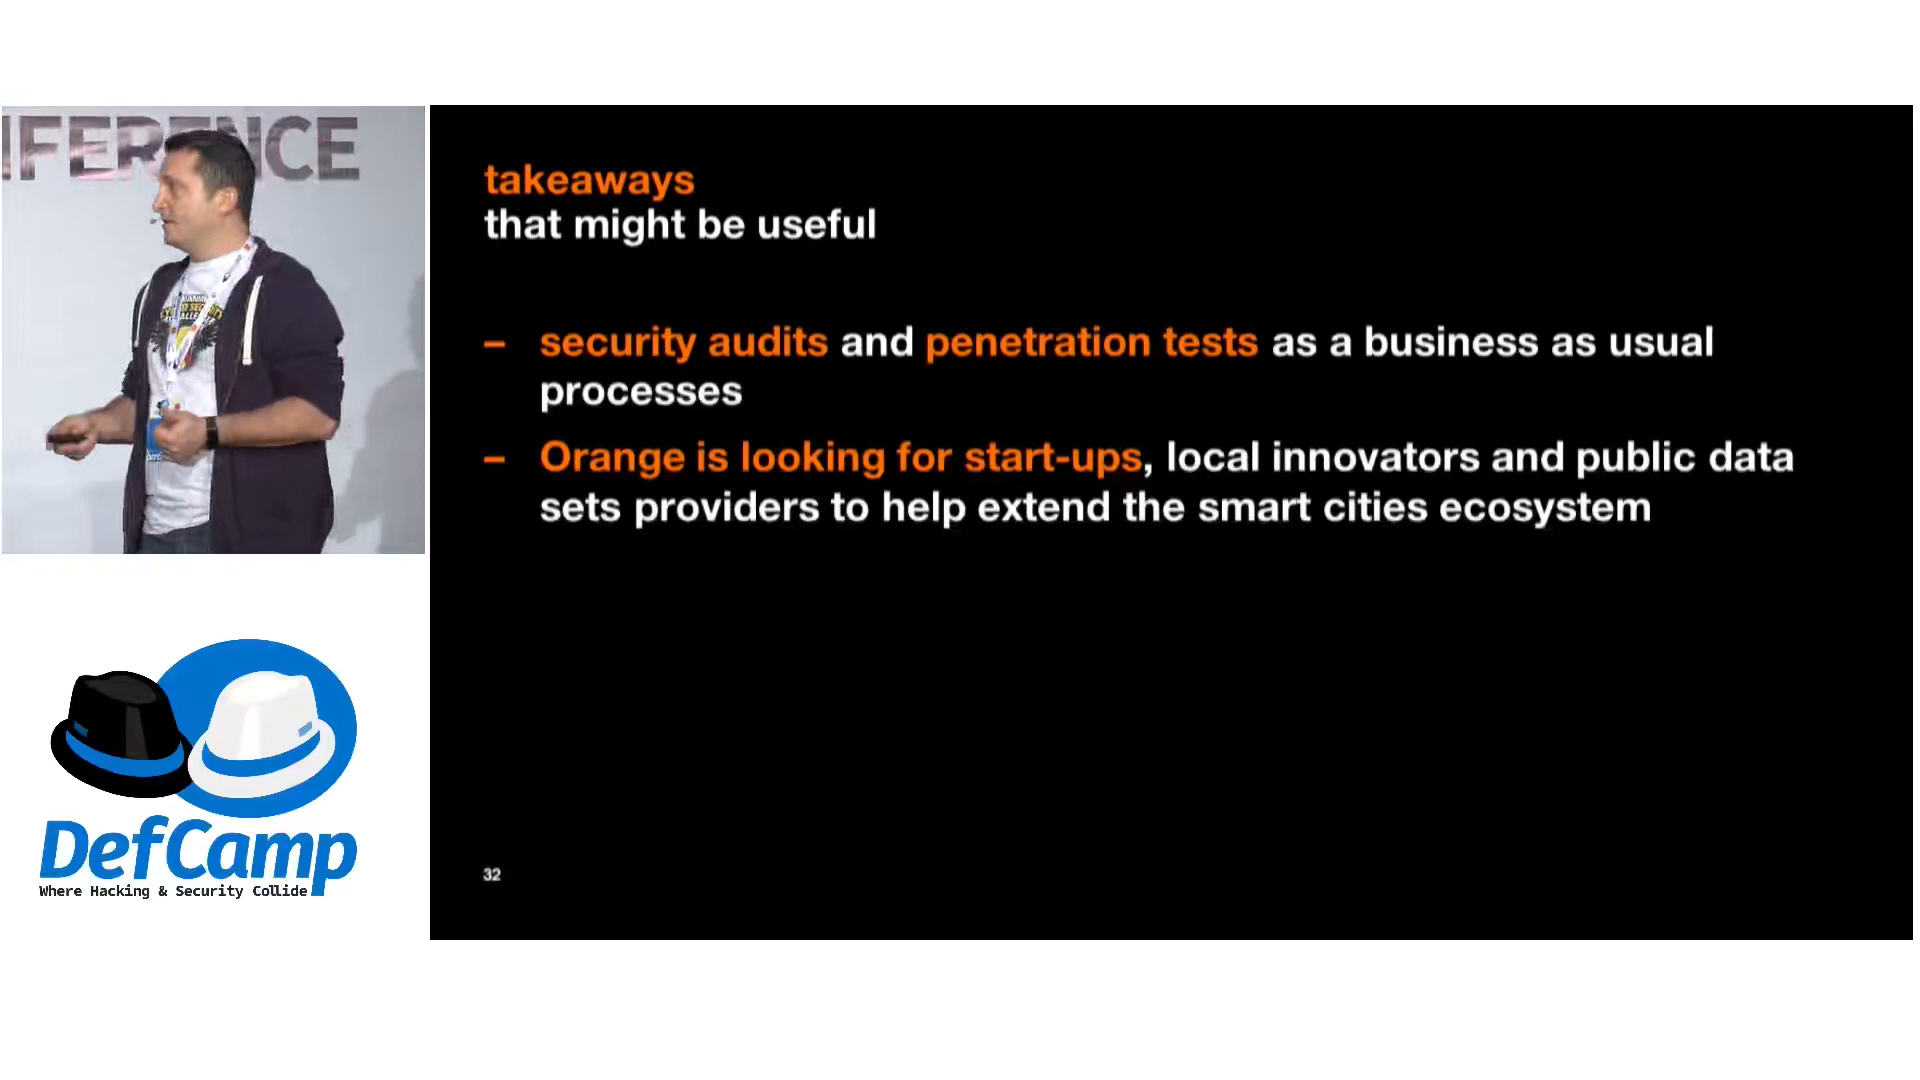 NFERENCE
takeaways
that might be useful
– security audits and penetration tests as a business as usual
processes
– Orange is looking for start-ups, local innovators and public data
sets providers to help extend the smart cities ecosystem
32
DefCamp
Where Hacking & Security Collide